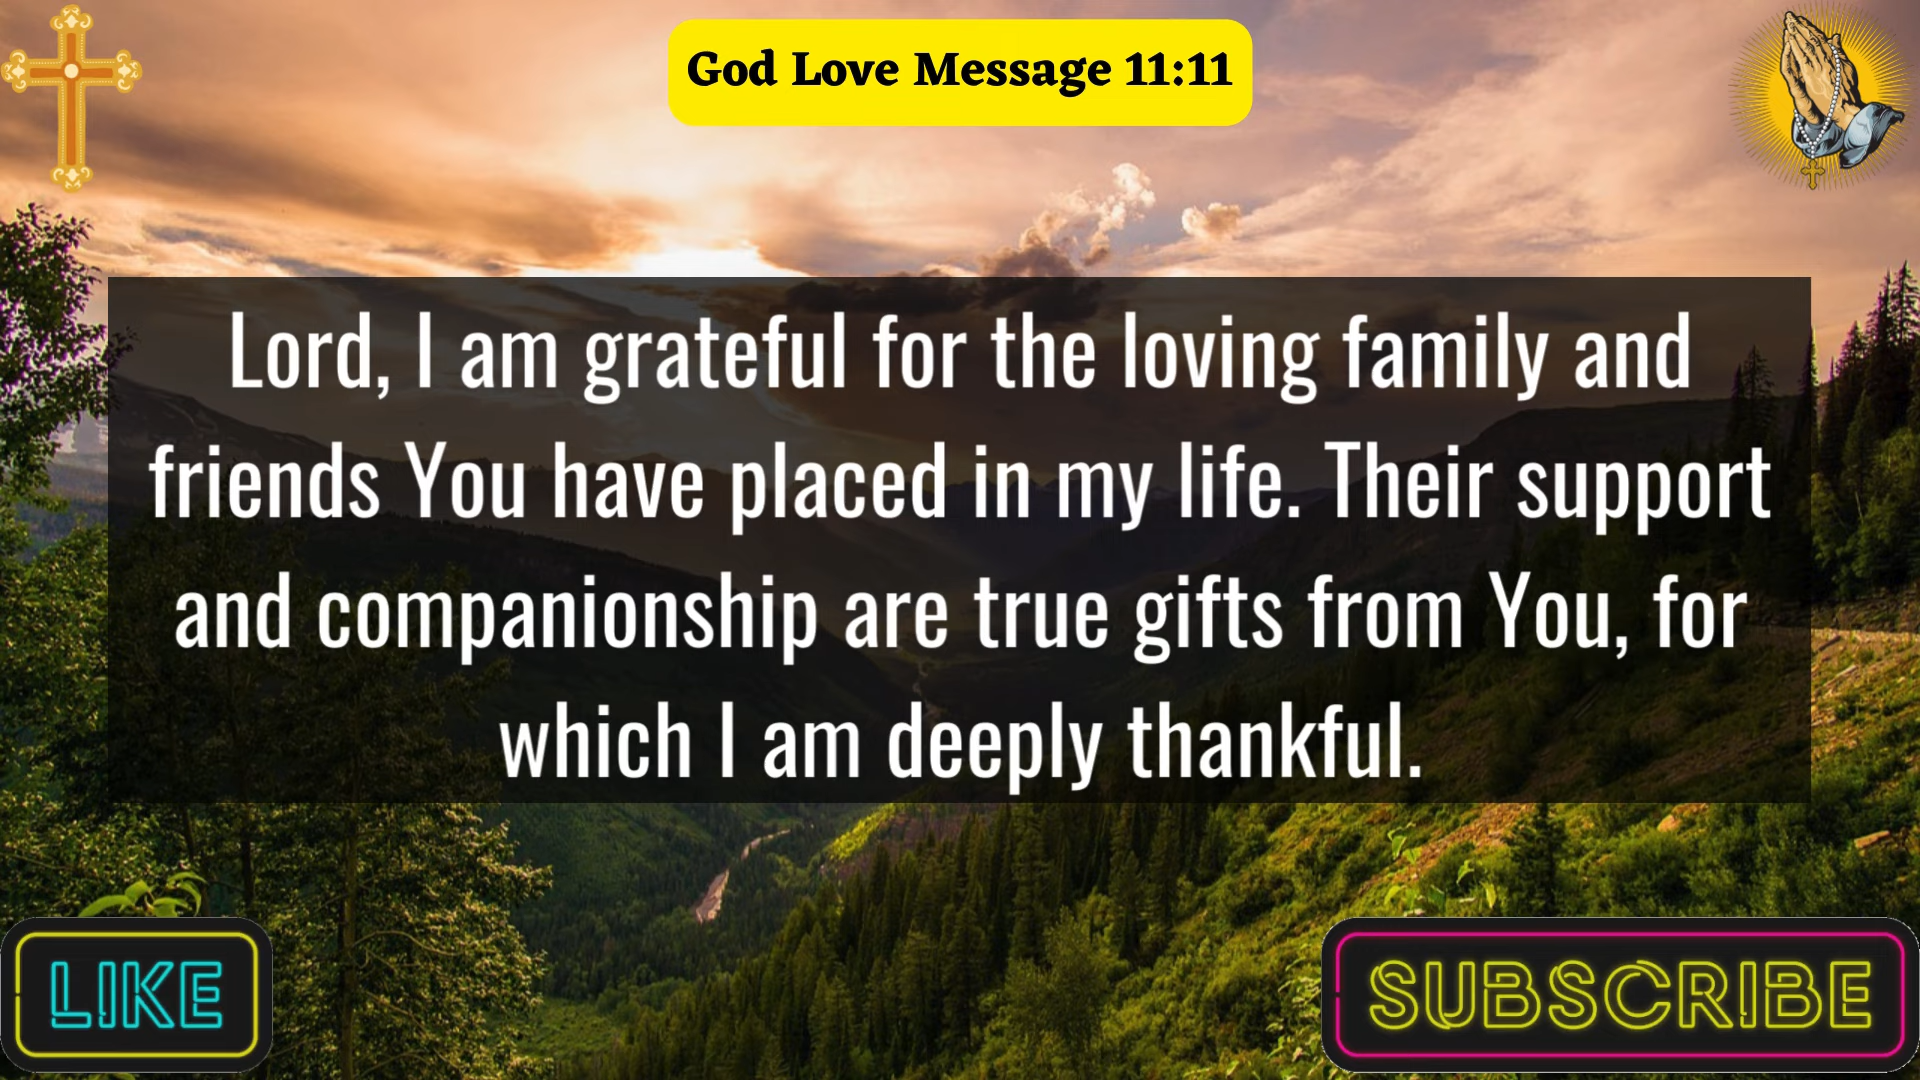 God Love Message 11:11
Lord, I am grateful for the loving family and
friends You have placed in my life. Their support
and companionship are true gifts from You, for
which I am deeply thankful.
LIKE
SUBSCRIBE